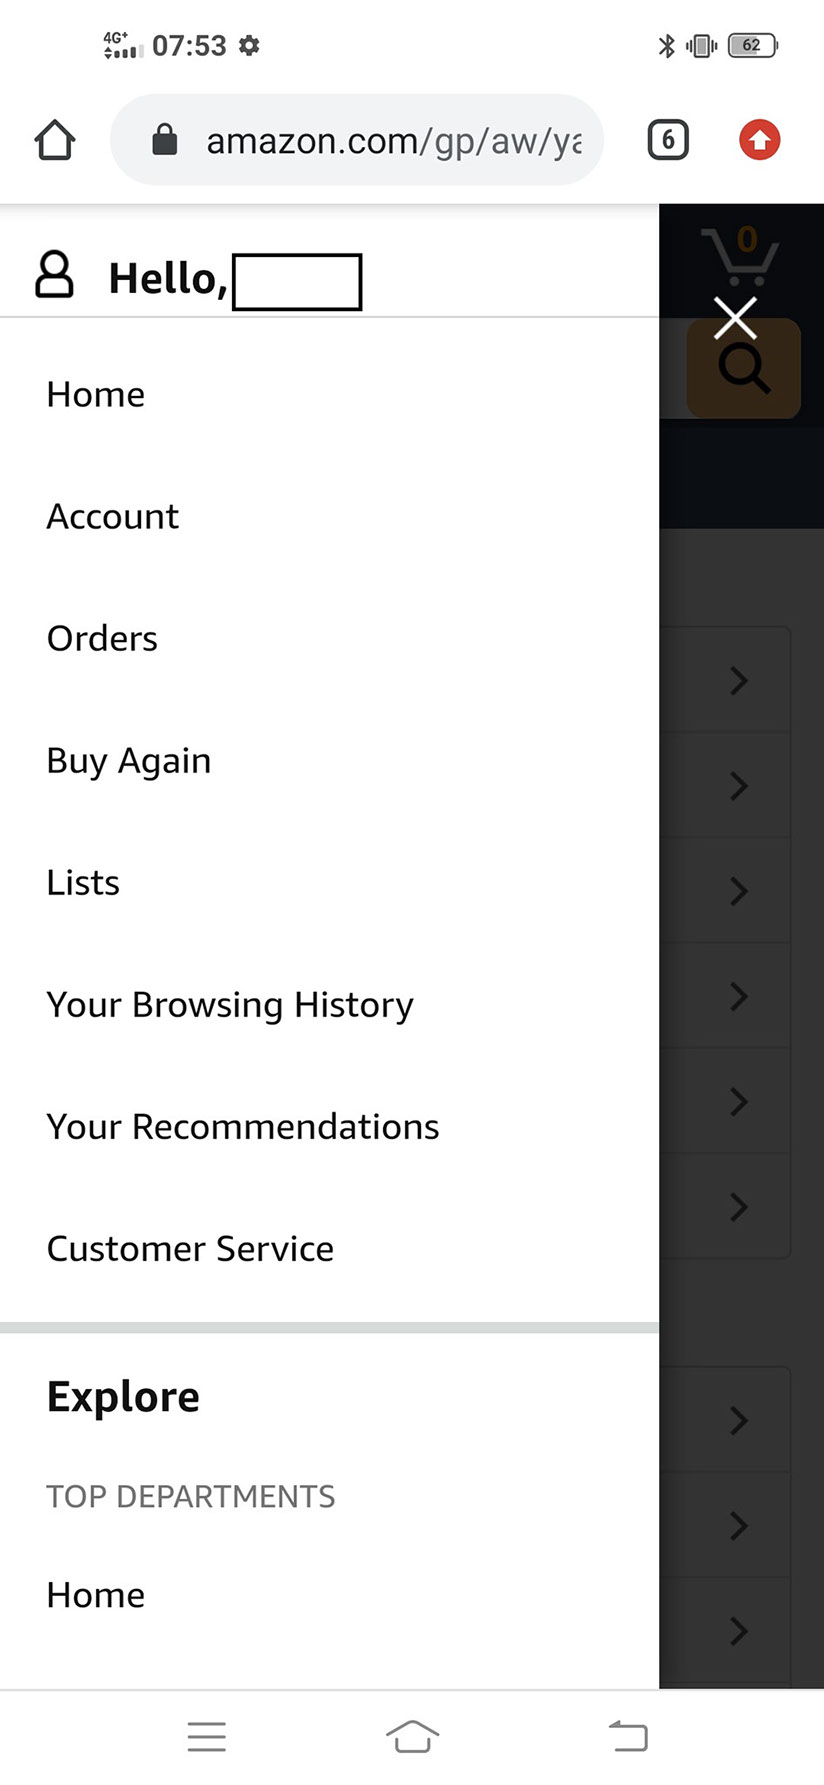 4G+ 07:53 62
amazon.com/gp/aw/ya
6
Hello,
0
Home
Account
Orders
Buy Again
Lists
Your Browsing History
Your Recommendations
Customer Service
Explore
TOP DEPARTMENTS
Home